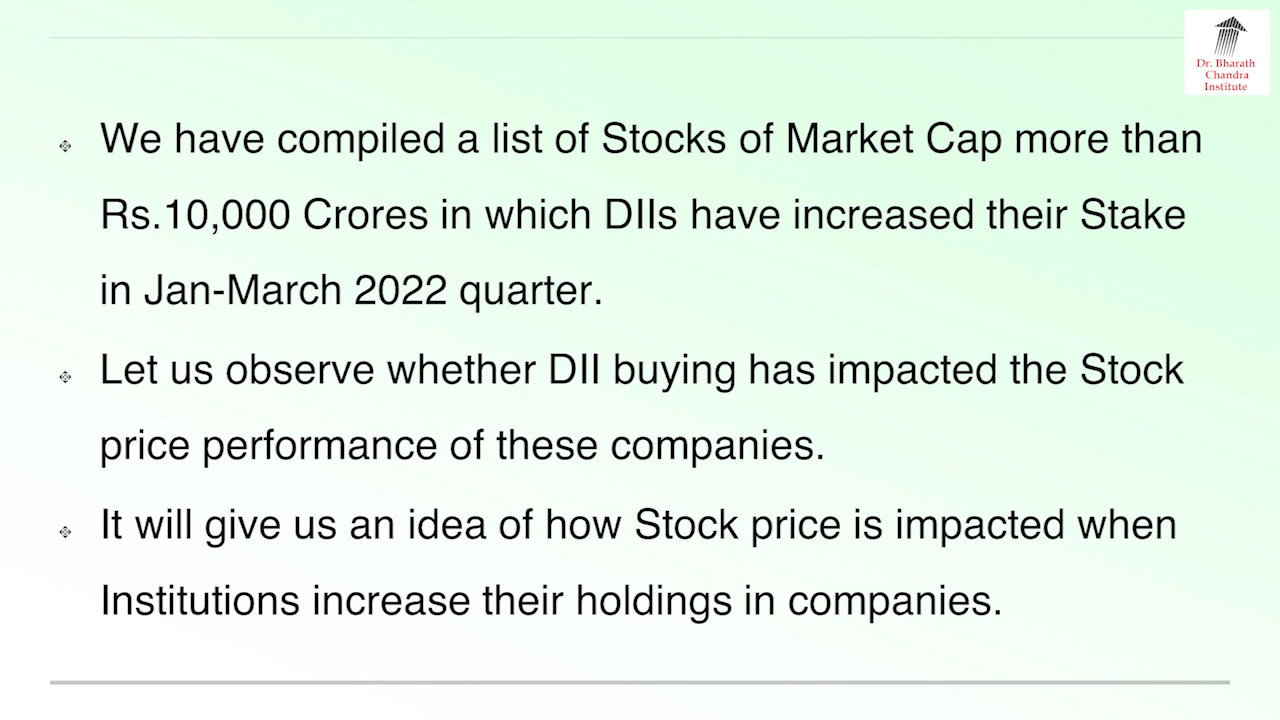 Dr. Bharath
Chandra
Institute
We have compiled a list of Stocks of Market Cap more than
Rs.10,000 Crores in which DIIs have increased their Stake
in Jan-March 2022 quarter.
Let us observe whether DII buying has impacted the Stock
price performance of these companies.
It will give us an idea of how Stock price is impacted when
Institutions increase their holdings in companies.